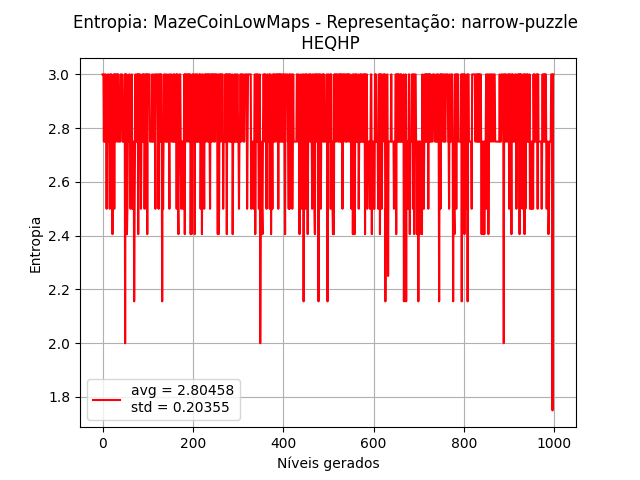 Entropia: MazeCoinLowMaps - Representação: narrow-puzzle
HEQHP
3.0
2.8
2.6
2.4
2.2
2.0
1.8
Entropia
avg = 2.80458
std = 0.20355
0
200
400
600
800
1000
Níveis gerados